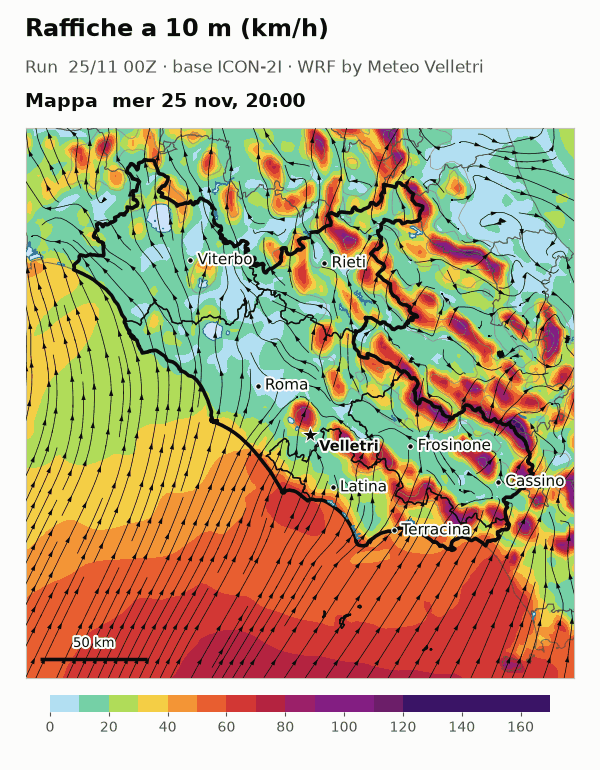 Raffiche a 10 m (km/h)
Run  25/11 00Z · base ICON-2I · WRF by Meteo Velletri
Mappa  mer 25 nov, 20:00
Viterbo
Rieti
Roma
Velletri
Frosinone
Latina
Cassino
Terracina
50 km
0 20 40 60 80 100 120 140 160